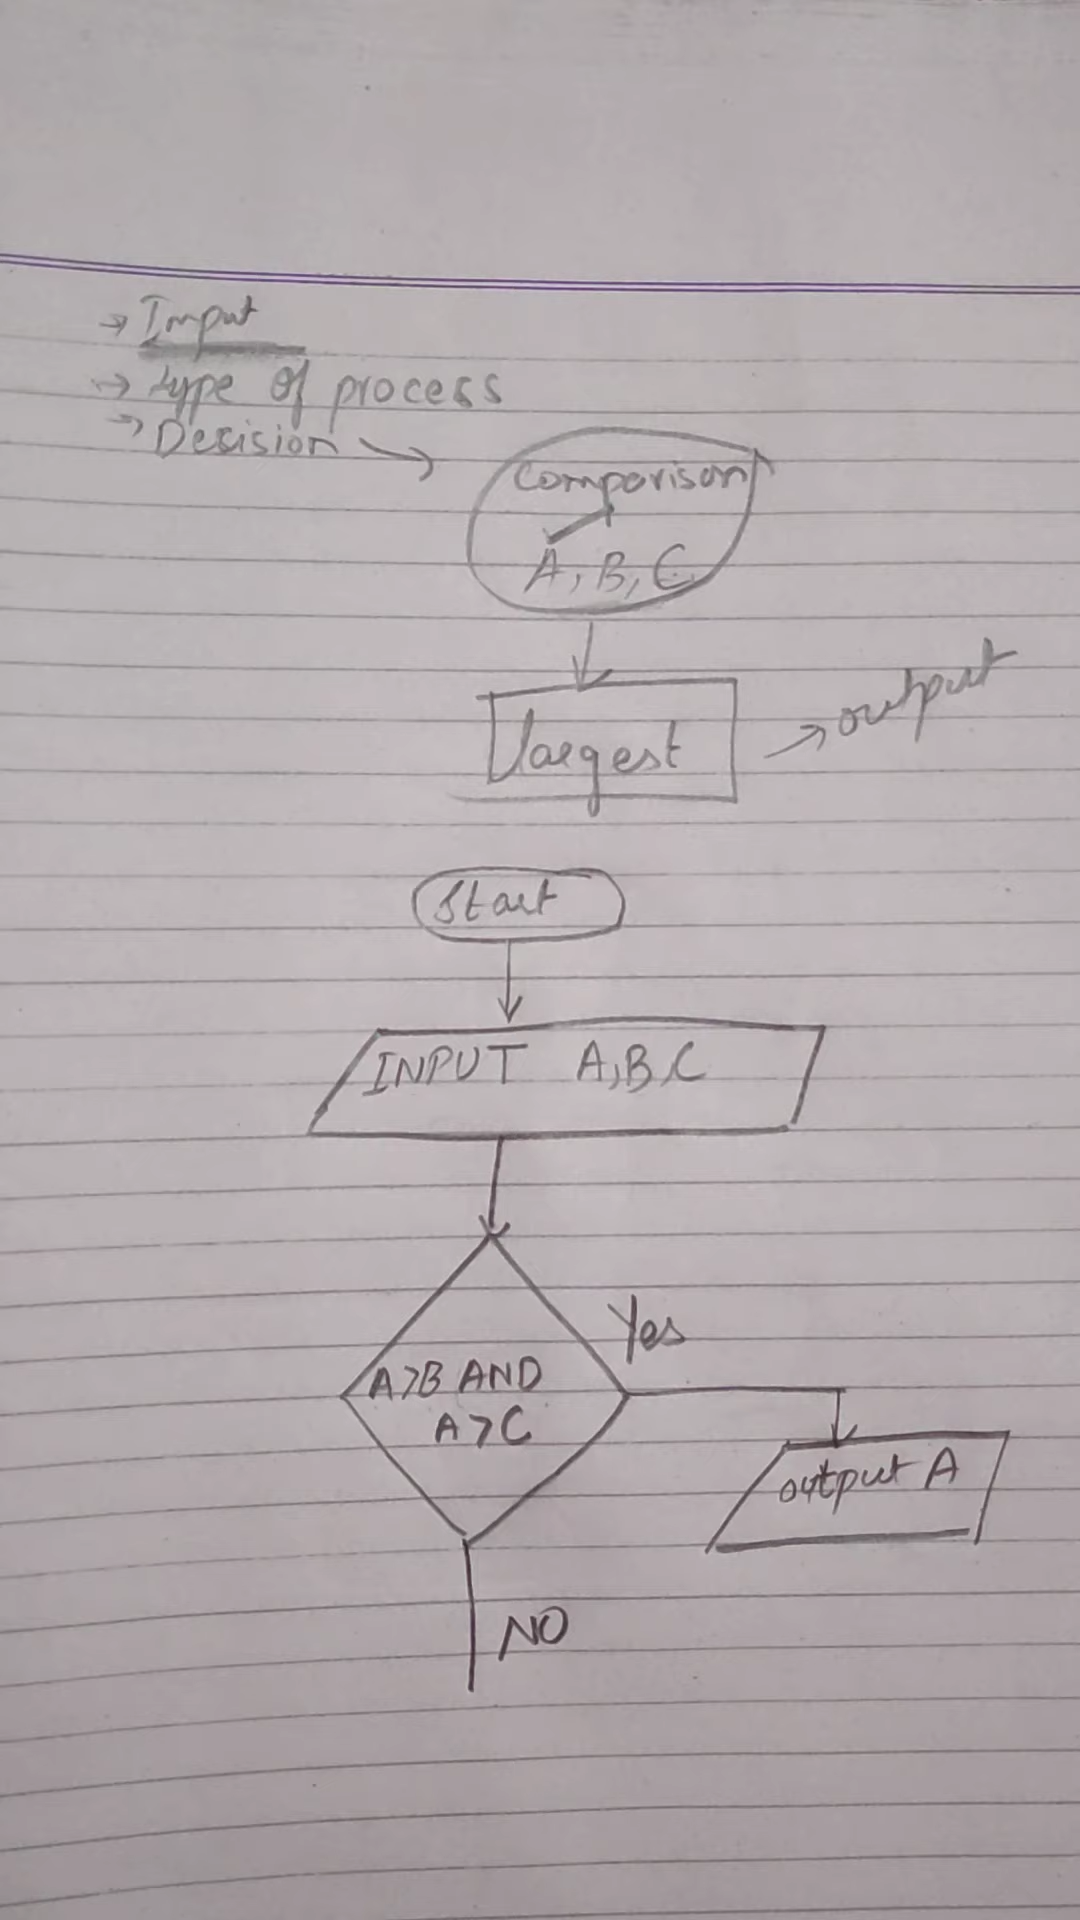 → Input
→ type of process
→ Decision →
Comparison
A, B, C
largest
→ output
Start
INPUT A,B,C
Yes
A>B AND
A>C
output A
NO